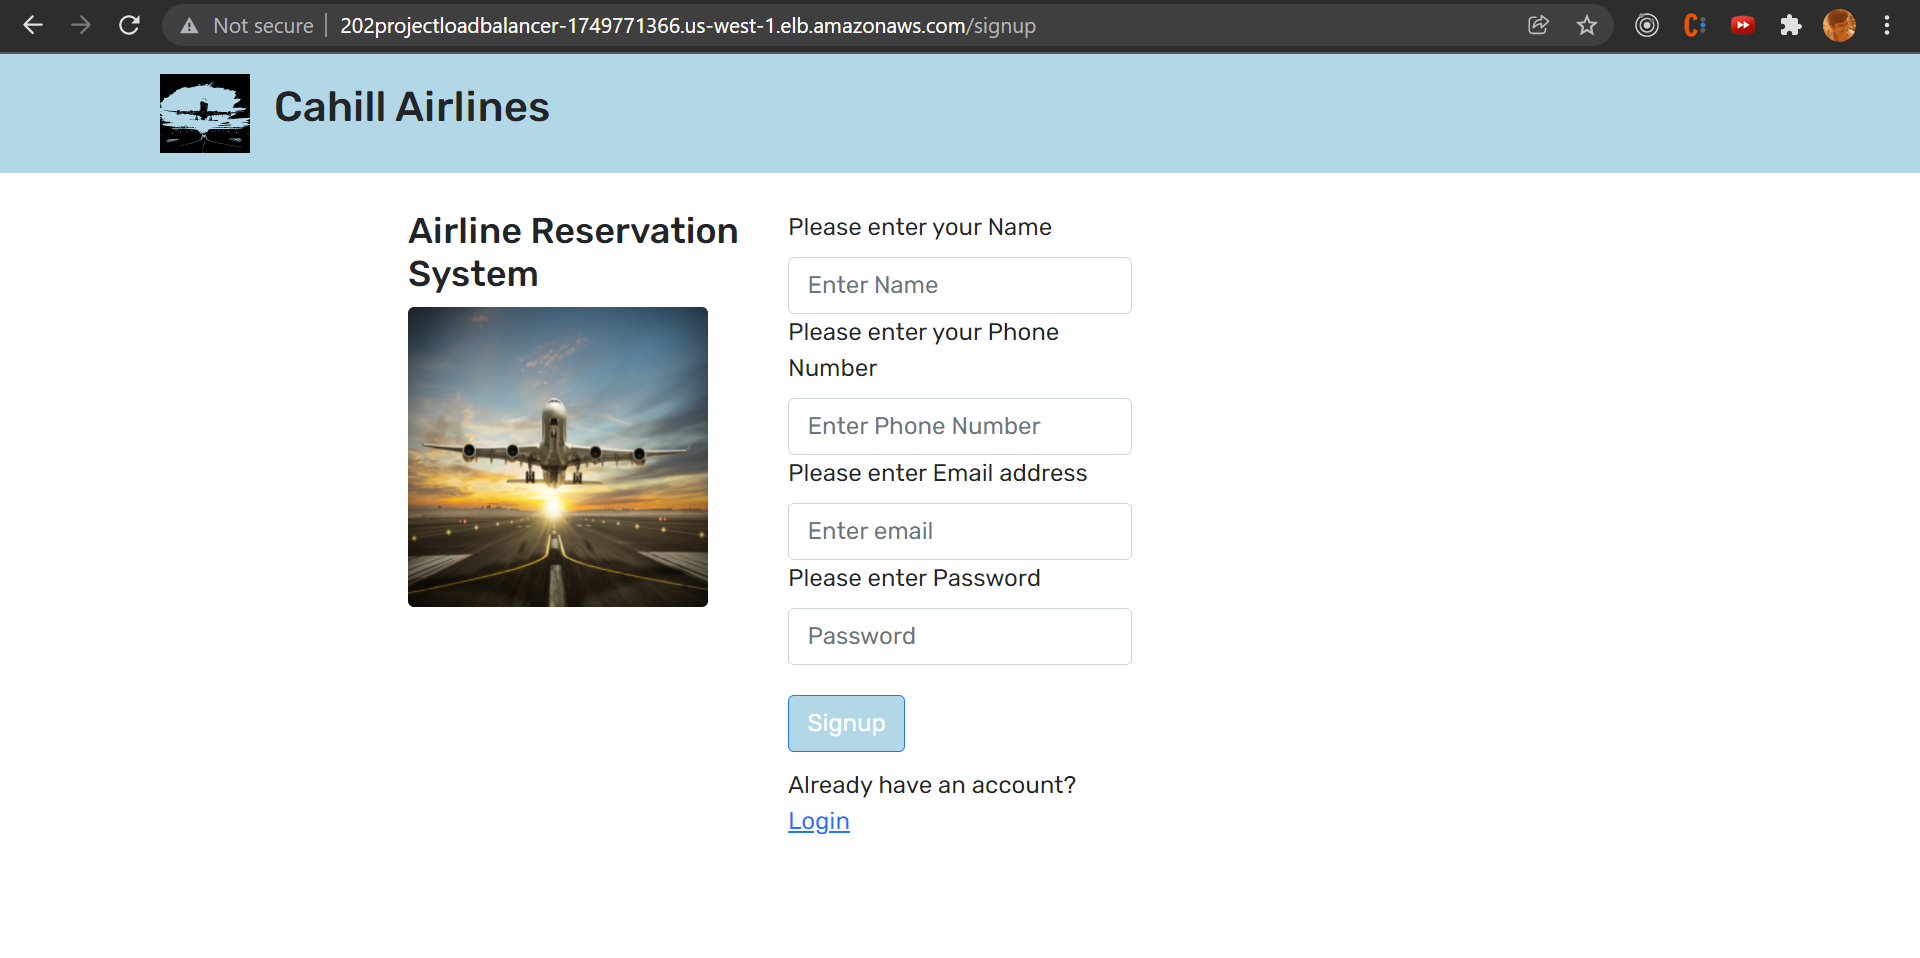 Not secure | 202projectloadbalancer-1749771366.us-west-1.elb.amazonaws.com/signup
Cahill Airlines
Airline Reservation
System
Please enter your Name
Enter Name
Please enter your Phone
Number
Enter Phone Number
Please enter Email address
Enter email
Please enter Password
Password
Signup
Already have an account?
Login